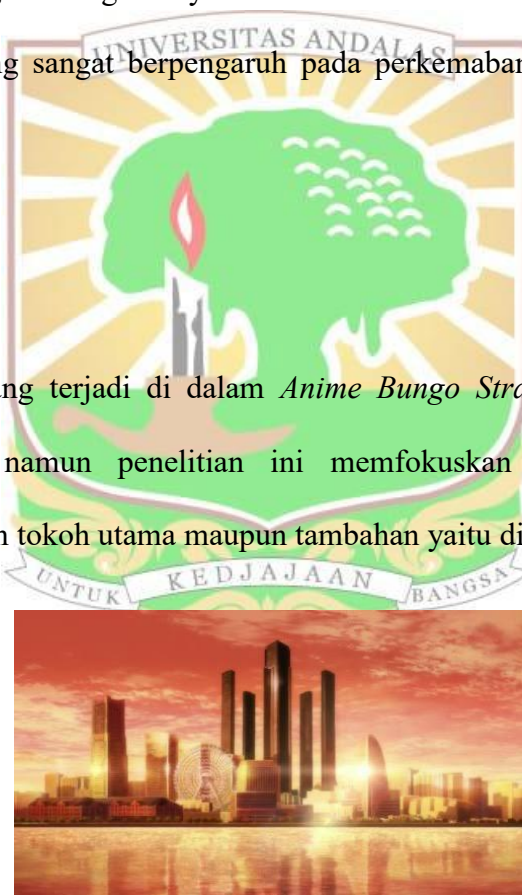 UNIVERSITAS ANDALAS
ng sangat berpengaruh pada perkemaban
ng terjadi di dalam Anime Bungo Stra
namun penelitian ini memfokuskan
n tokoh utama maupun tambahan yaitu di
UNTUK KEDJAJAAN BANGSA